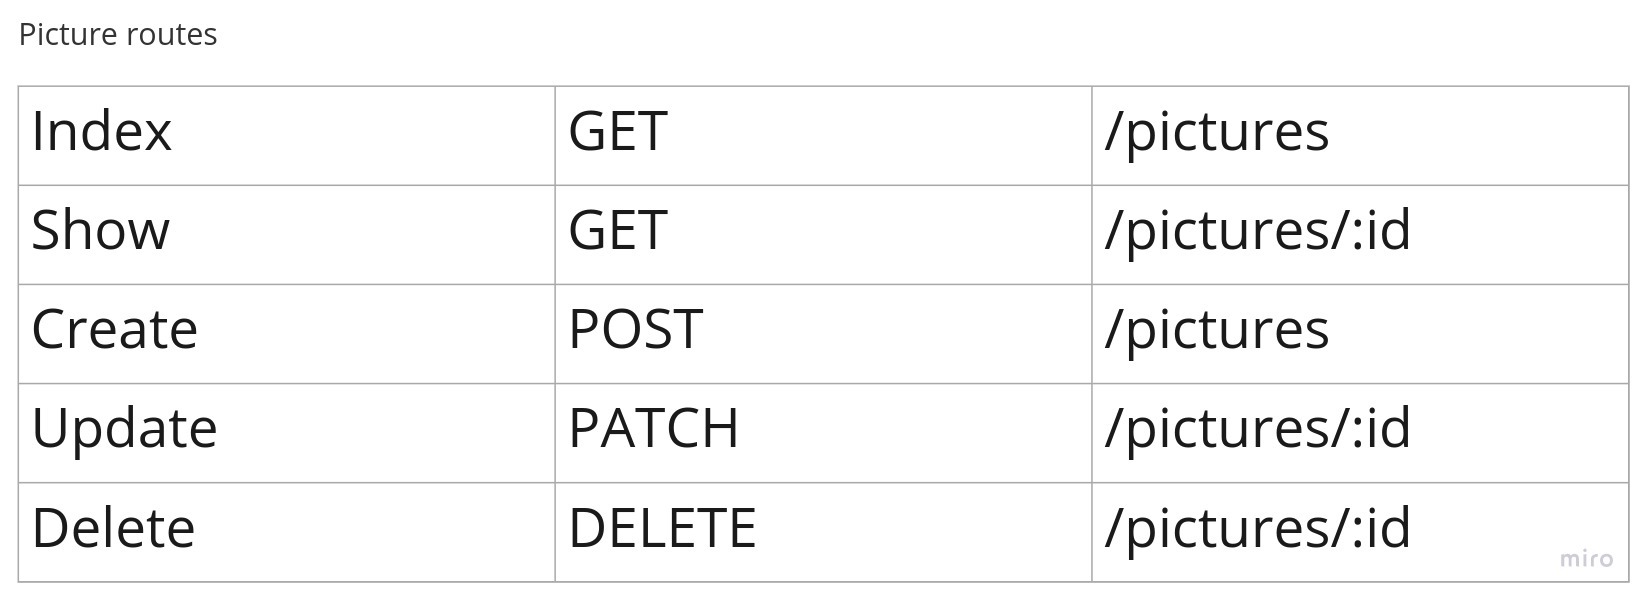 Picture routes
Index GET /pictures
Show GET /pictures/:id
Create POST /pictures
Update PATCH /pictures/:id
Delete DELETE /pictures/:id
miro